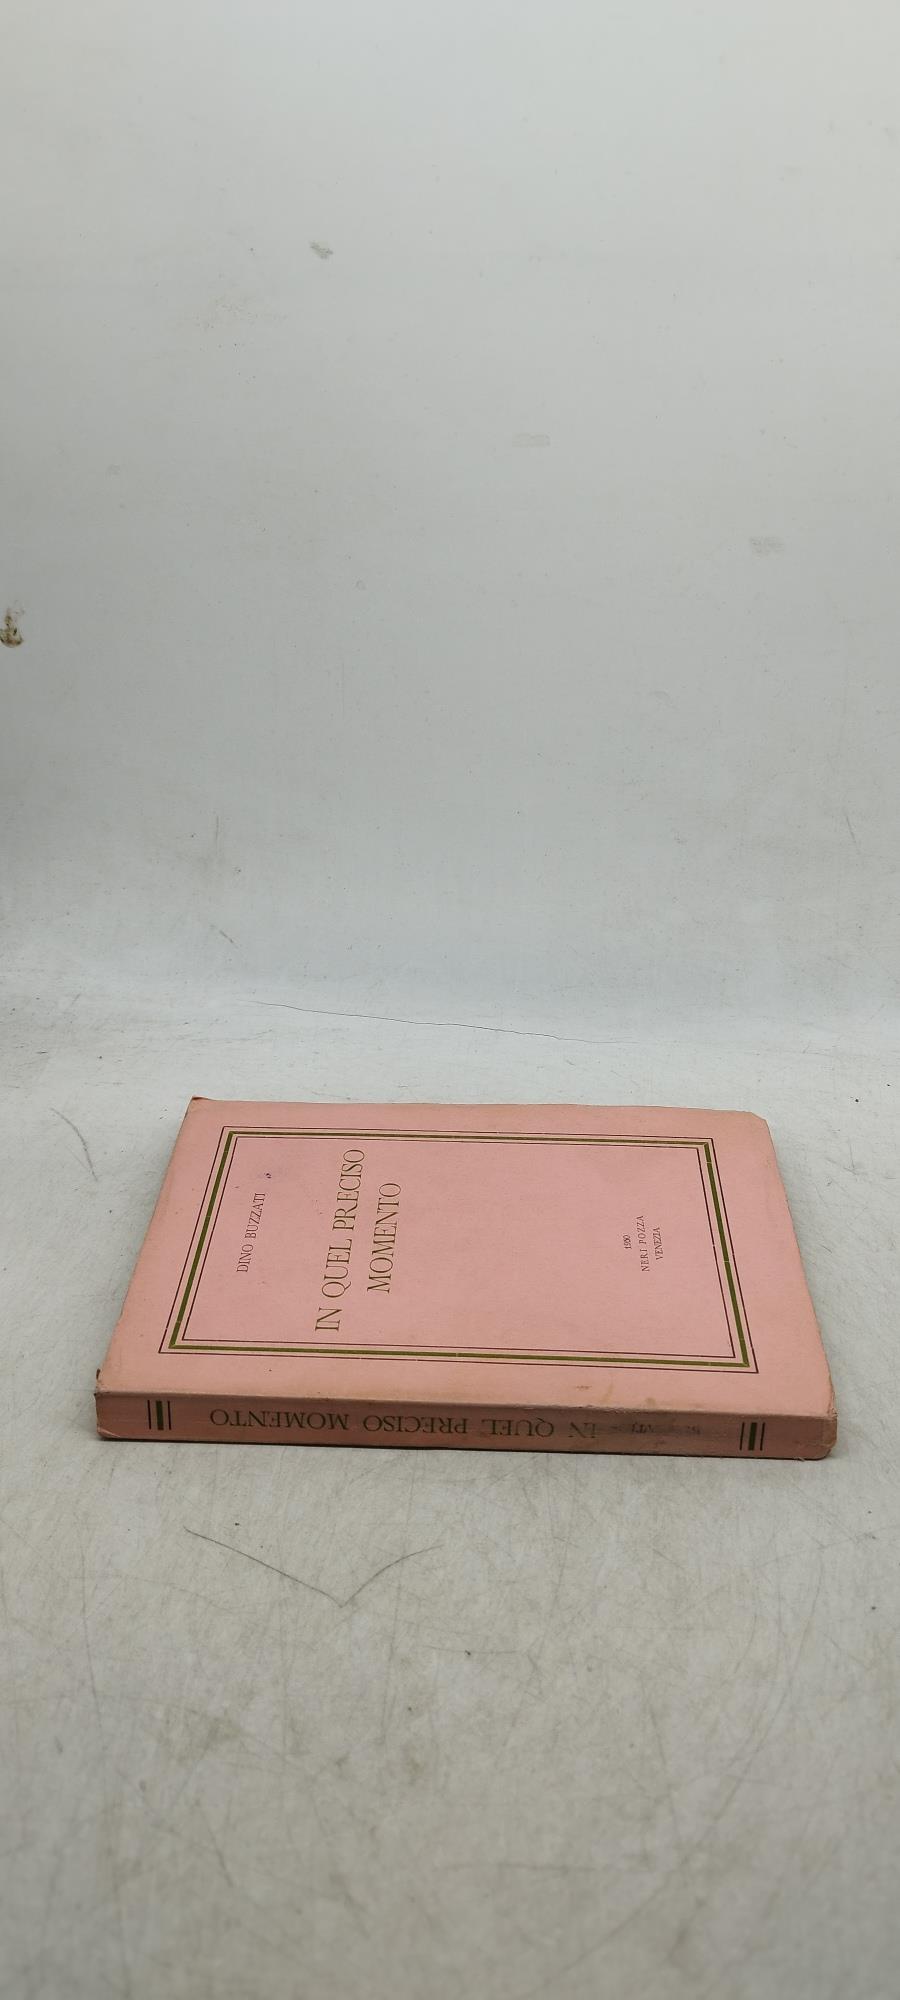 DINO BUZZATI
IN QUEL PRECISO
MOMENTO
1950
NERI POZZA
VENEZIA
IN QUEL PRECISO MOMENTO